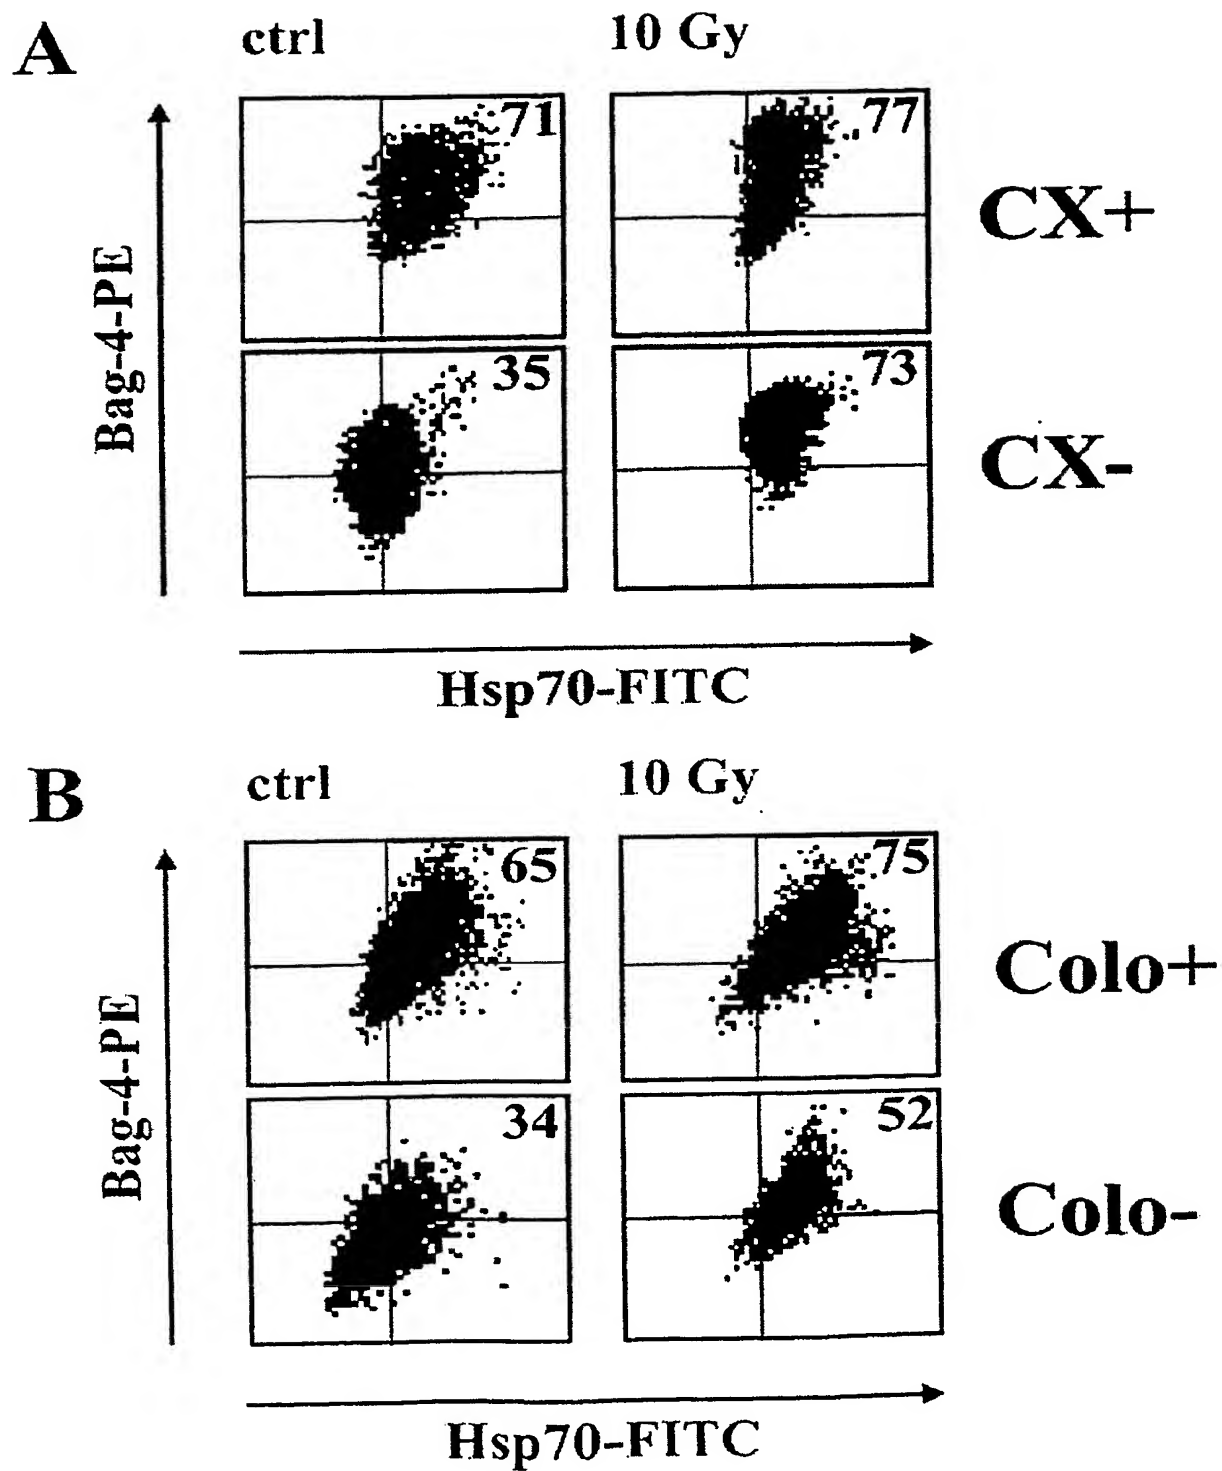 A
ctrl
10 Gy
71
77
CX+
Bag-4-PE
35
73
CX-
Hsp70-FITC
B
ctrl
10 Gy
65
75
Colo+
Bag-4-PE
34
52
Colo-
Hsp70-FITC